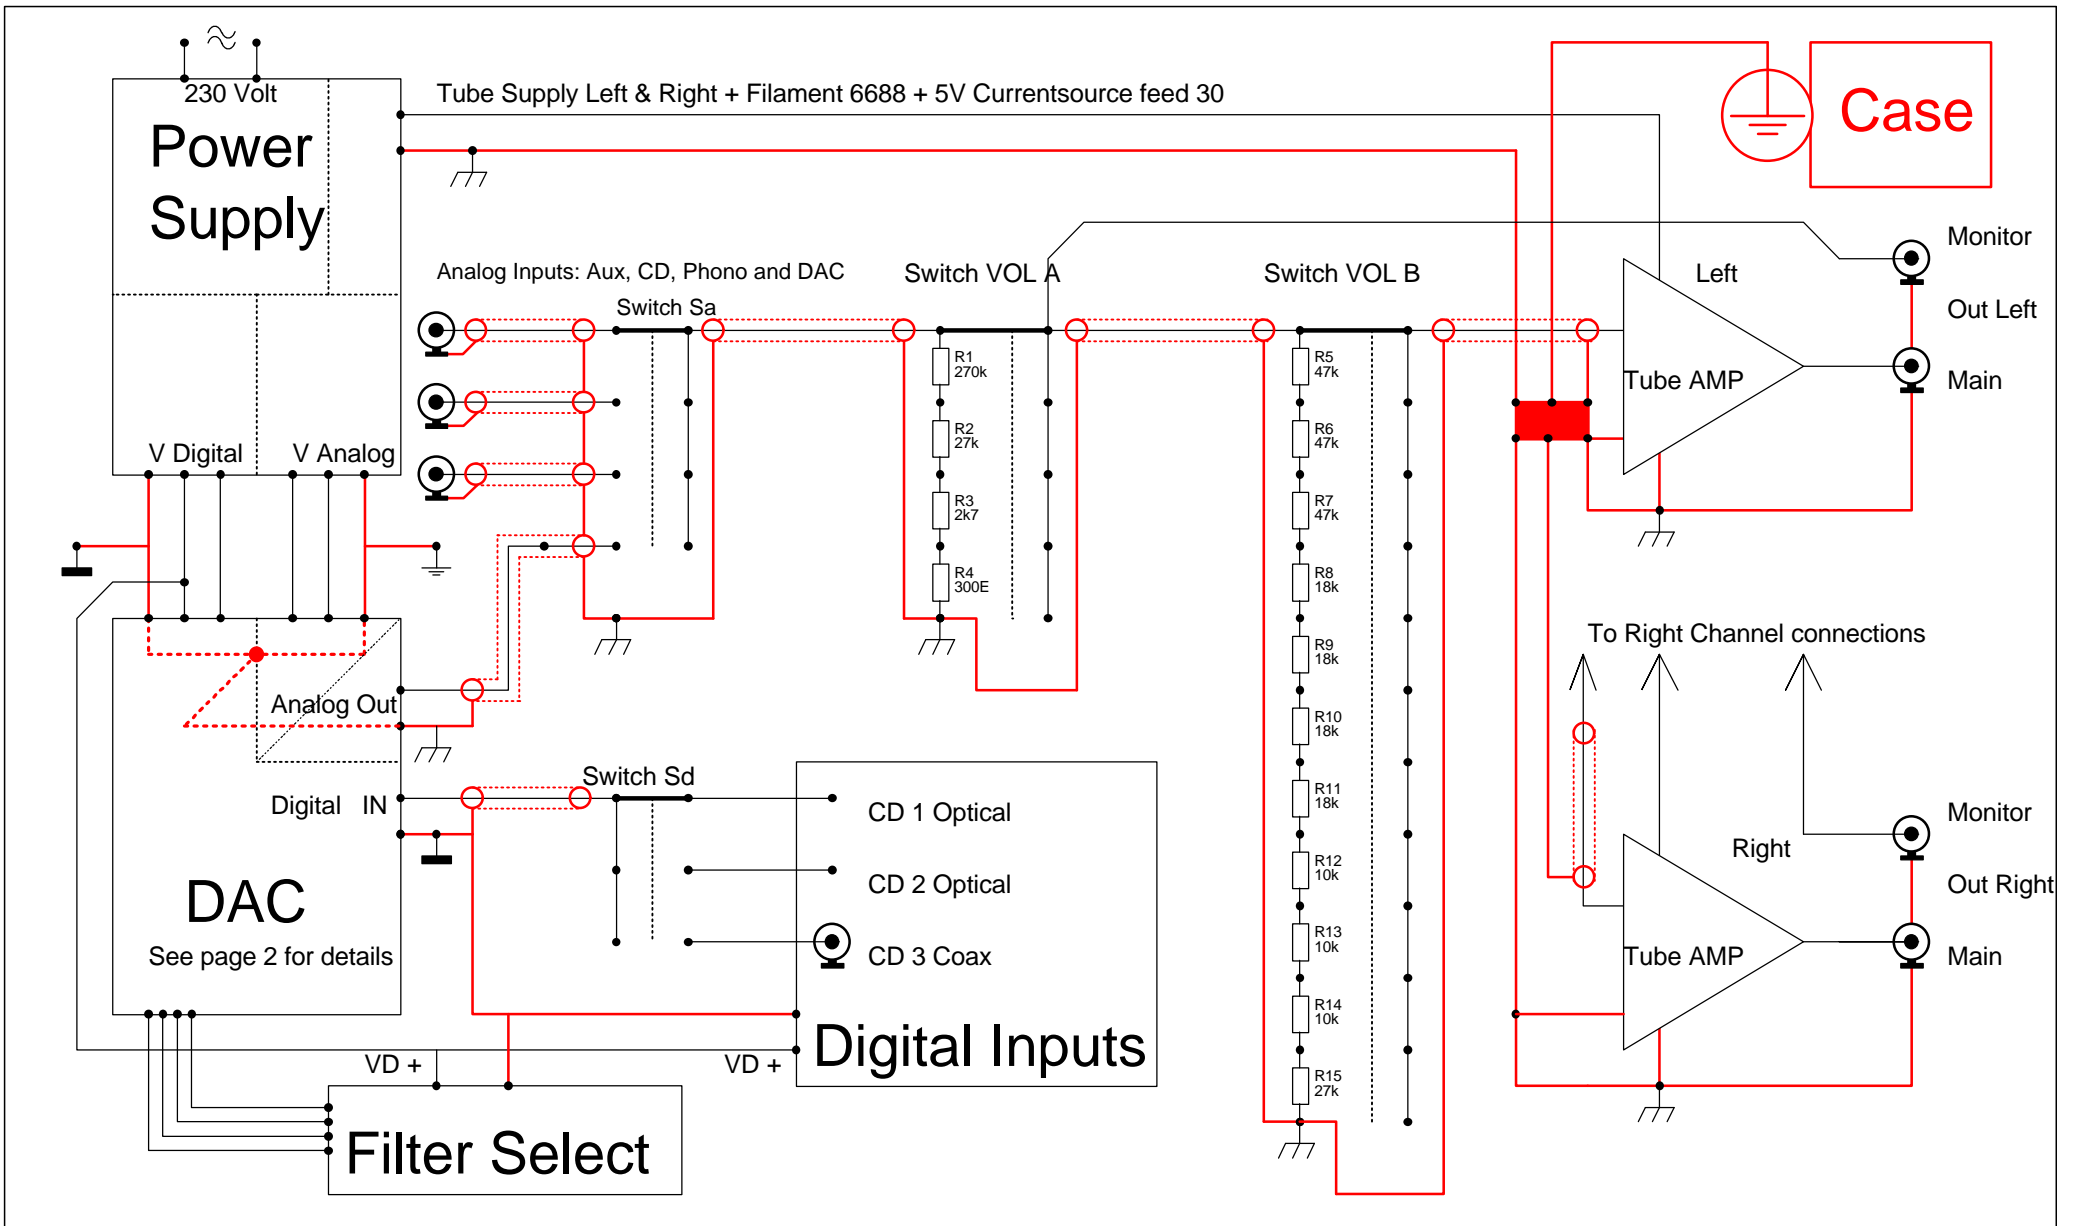 230 Volt
Power
Supply
V Digital
V Analog
Tube Supply Left & Right + Filament 6688 + 5V Currentsource feed 30
Case
Analog Inputs: Aux, CD, Phono and DAC
Switch Sa
Switch VOL A
Switch VOL B
R1
270k
R2
27k
R3
2k7
R4
300E
R5
47k
R6
47k
R7
47k
R8
18k
R9
18k
R10
18k
R11
18k
R12
10k
R13
10k
R14
10k
R15
27k
Left
Tube AMP
Monitor
Out Left
Main
To Right Channel connections
Right
Tube AMP
Monitor
Out Right
Main
Analog Out
Digital IN
DAC
See page 2 for details
Switch Sd
CD 1 Optical
CD 2 Optical
CD 3 Coax
Digital Inputs
VD +
VD +
Filter Select